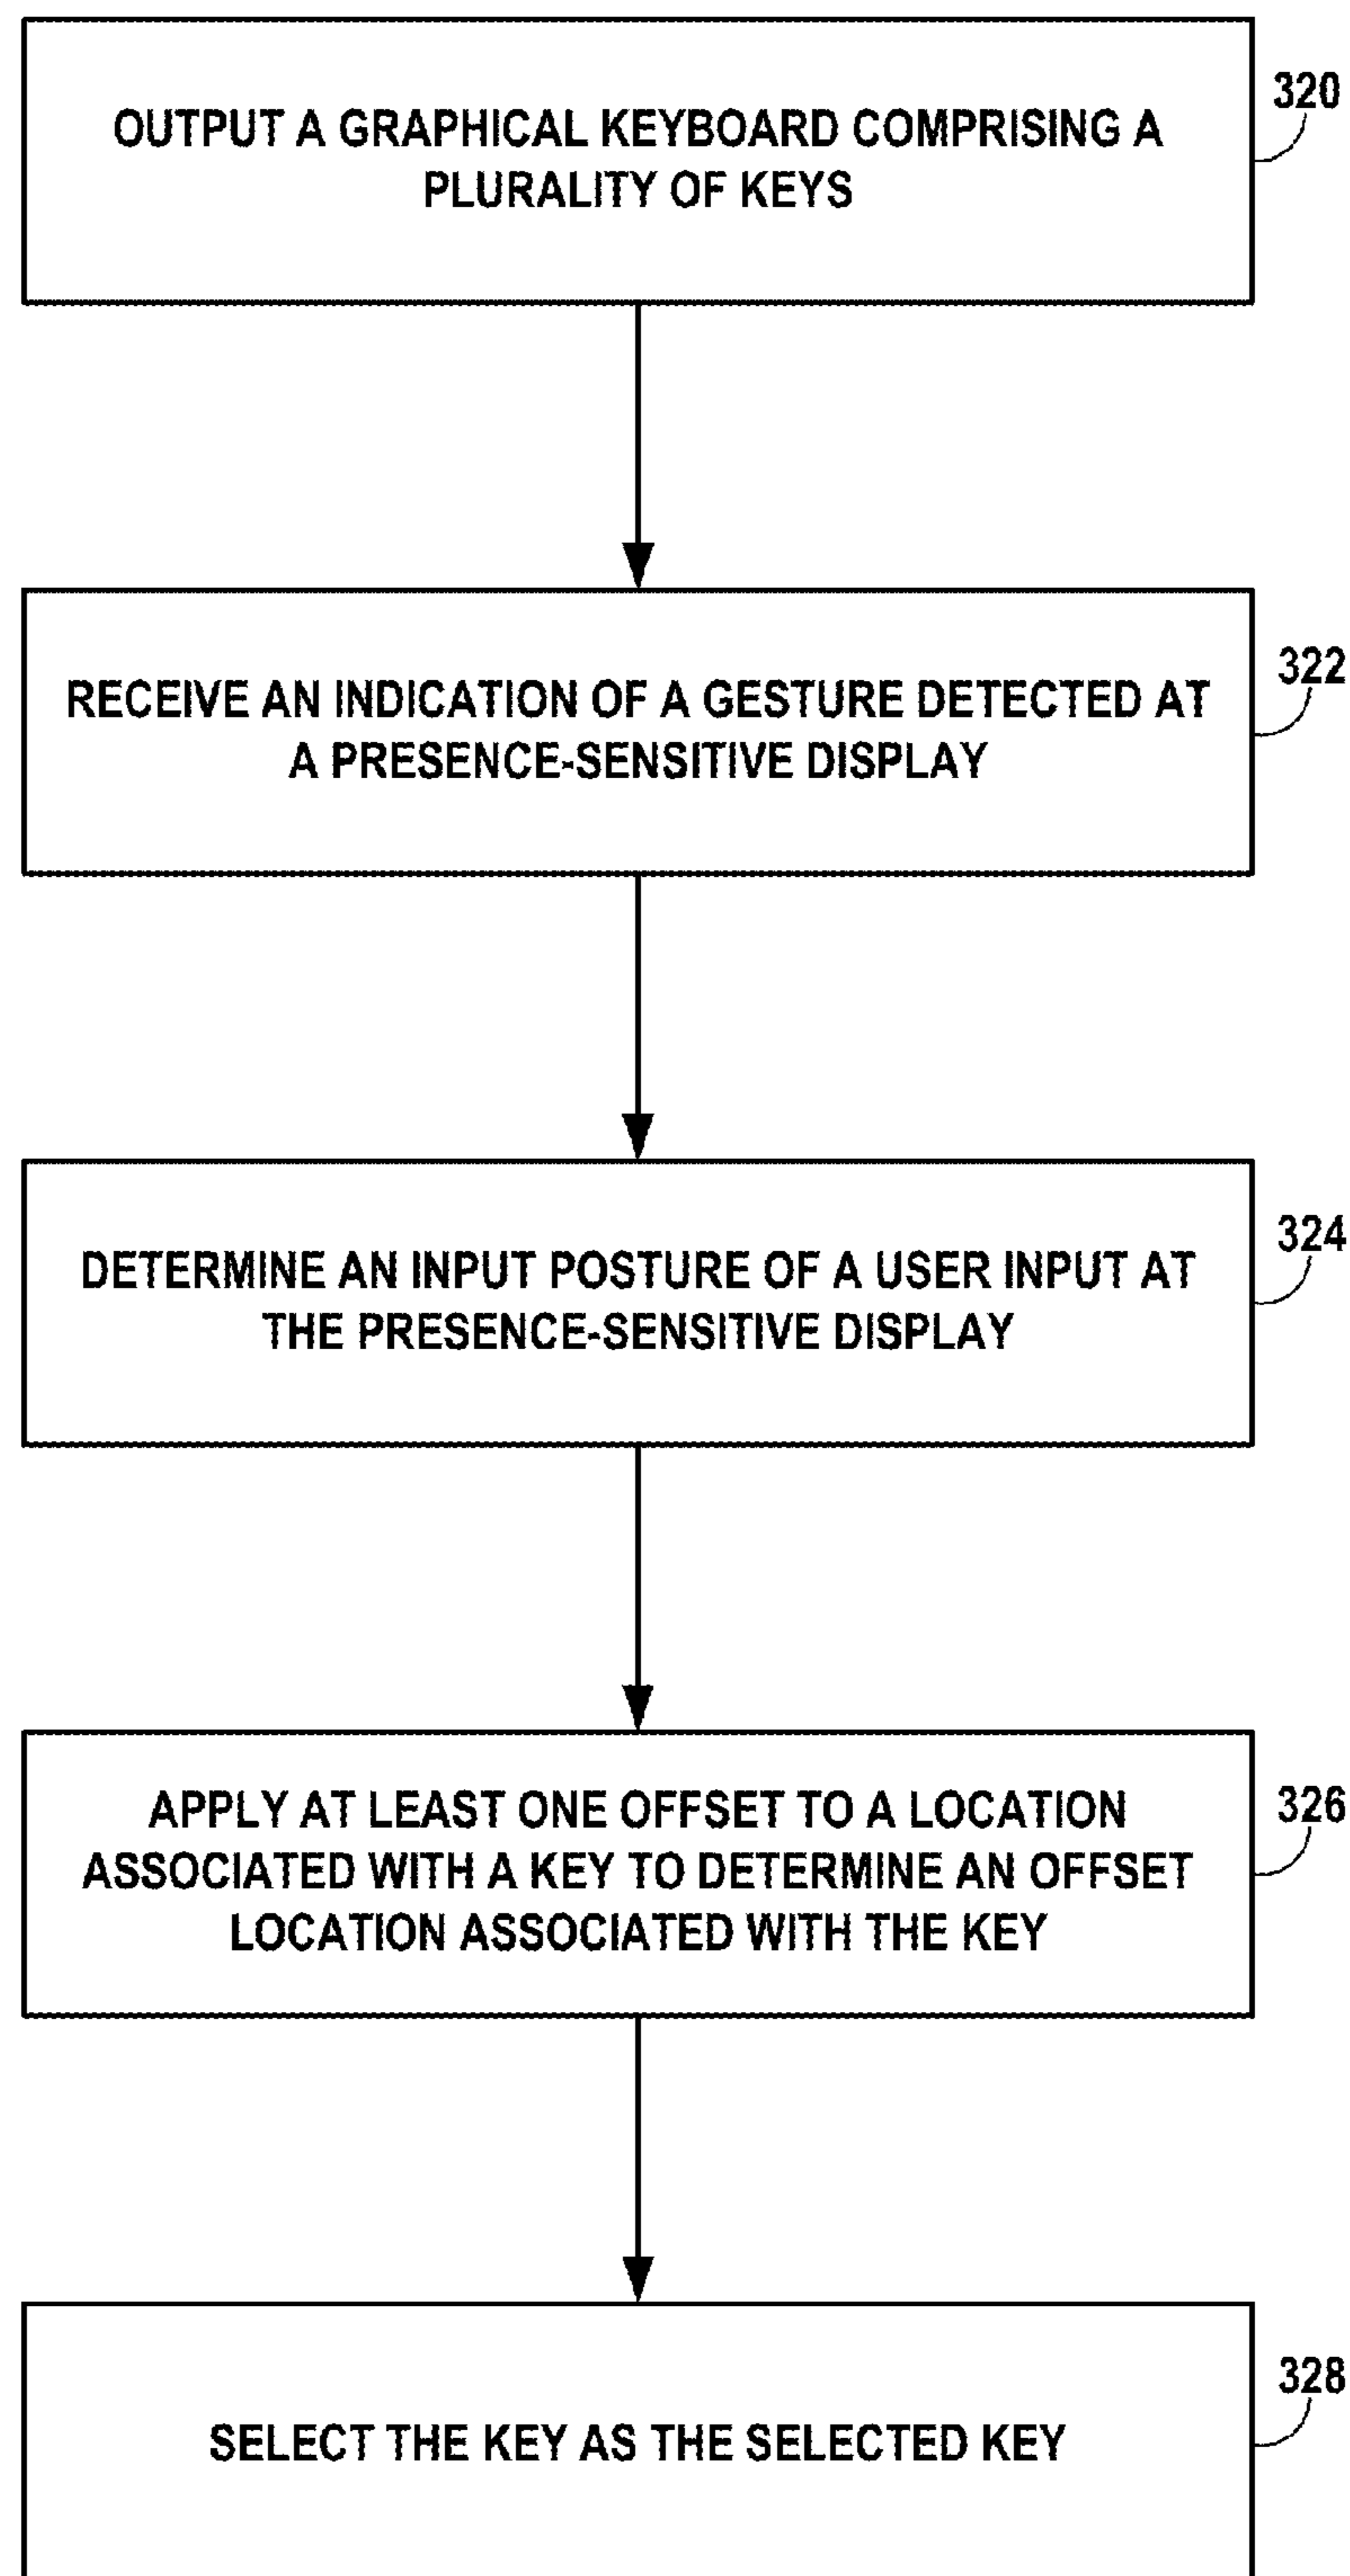 OUTPUT A GRAPHICAL KEYBOARD COMPRISING A
PLURALITY OF KEYS
320
RECEIVE AN INDICATION OF A GESTURE DETECTED AT
A PRESENCE-SENSITIVE DISPLAY
322
DETERMINE AN INPUT POSTURE OF A USER INPUT AT
THE PRESENCE-SENSITIVE DISPLAY
324
APPLY AT LEAST ONE OFFSET TO A LOCATION
ASSOCIATED WITH A KEY TO DETERMINE AN OFFSET
LOCATION ASSOCIATED WITH THE KEY
326
SELECT THE KEY AS THE SELECTED KEY
328